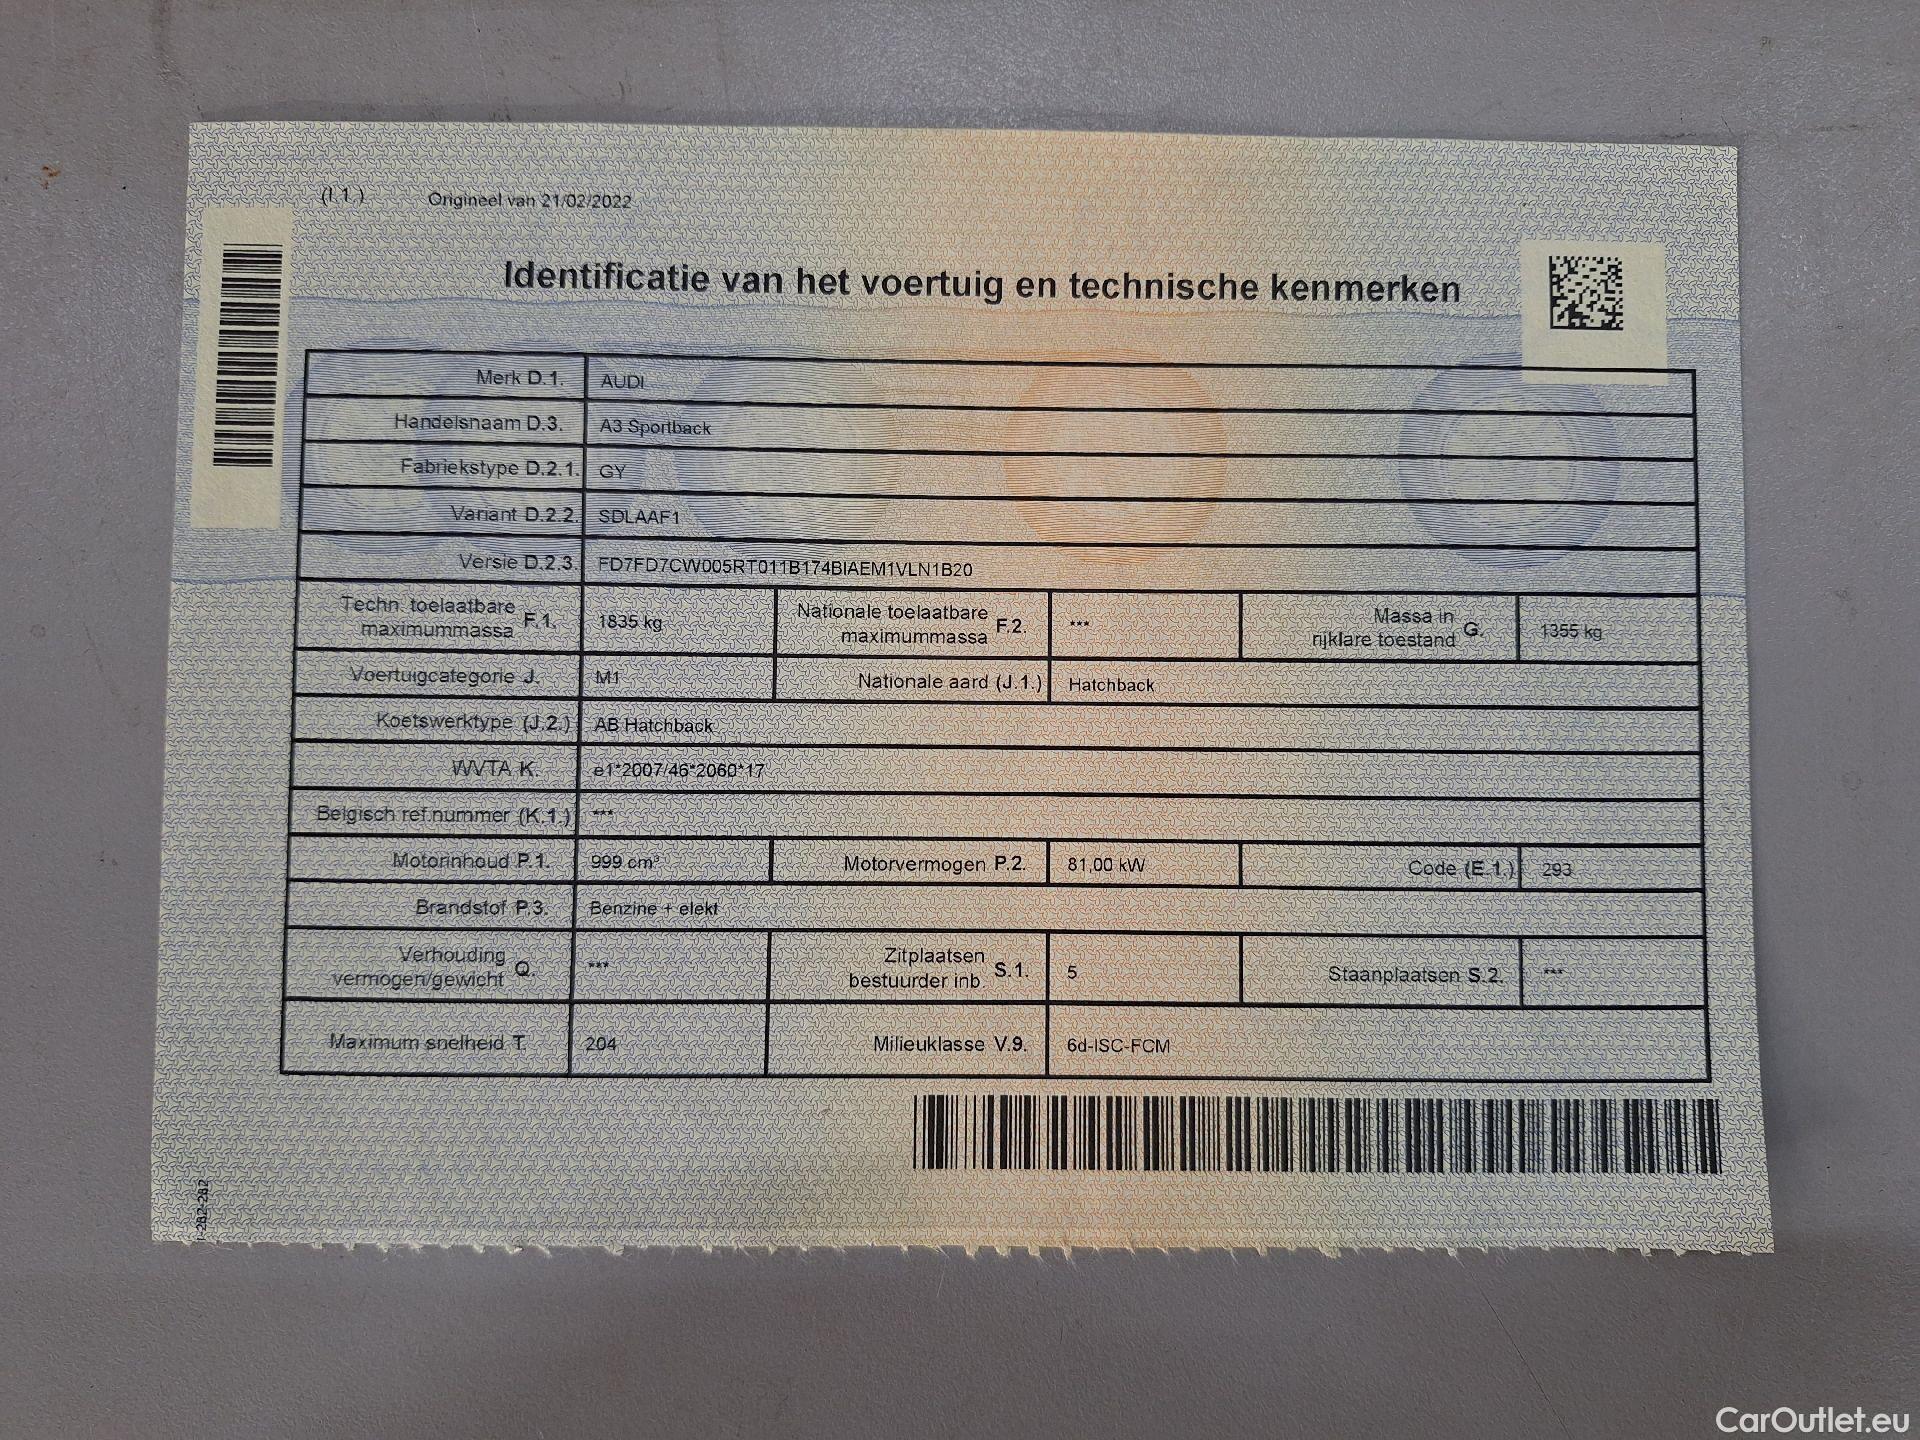 (I.1.) Origineel van 21/02/2022
Identificatie van het voertuig en technische kenmerken
Merk D.1. AUDI
Handelsnaam D.3. A3 Sportback
Fabriekstype D.2.1. GY
Variant D.2.2. SDLAAF1
Versie D.2.3. FD7FD7CW005RT011B174BIAEM1VLN1B20
Techn. toelaatbare maximummassa F.1. 1835 kg Nationale toelaatbare maximummassa F.2. *** Massa in rijklare toestand G. 1355 kg
Voertuigcategorie J. M1 Nationale aard (J.1.) Hatchback
Koetswerktype (J.2.) AB Hatchback
WVTA K. e1*2007/46*2060*17
Belgisch ref.nummer (K.1.) ***
Motorinhoud P.1. 999 cm³ Motorvermogen P.2. 81,00 kW Code (E.1.) 293
Brandstof P.3. Benzine + elekt
Verhouding vermogen/gewicht Q. *** Zitplaatsen bestuurder inb. S.1. 5 Staanplaatsen S.2. ***
Maximum snelheid T. 204 Milieuklasse V.9. 6d-ISC-FCM
CarOutlet.eu